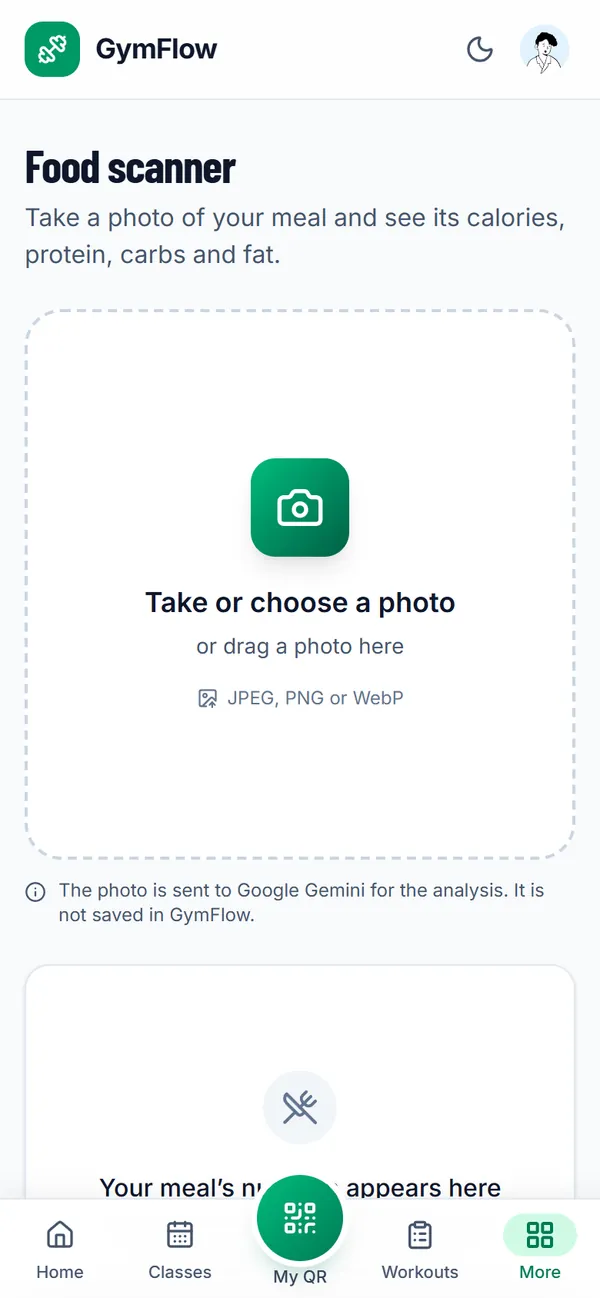 GymFlow
Food scanner
Take a photo of your meal and see its calories,
protein, carbs and fat.
Take or choose a photo
or drag a photo here
JPEG, PNG or WebP
The photo is sent to Google Gemini for the analysis. It is
not saved in GymFlow.
Your meal’s appears here
Home
Classes
My QR
Workouts
More